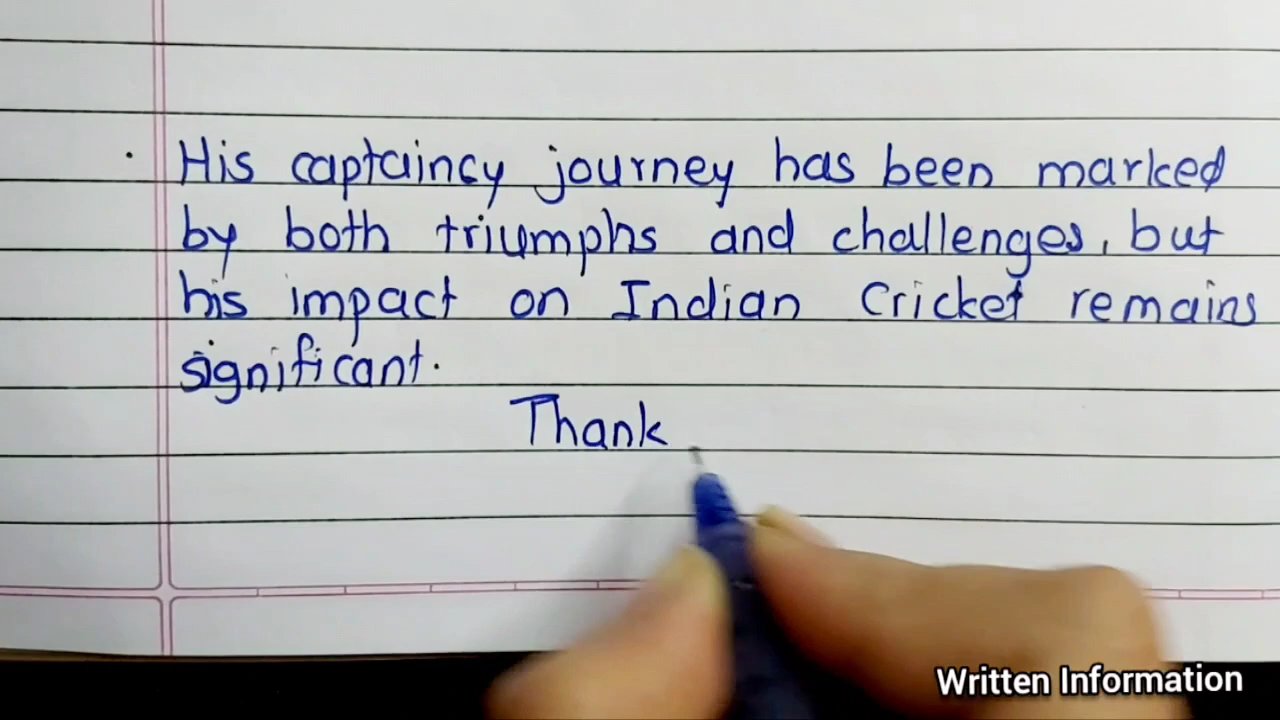 . His captaincy journey has been marked
by both triumphs and challenges, but
his impact on Indian Cricket remains
significant.
Thank
Written Information